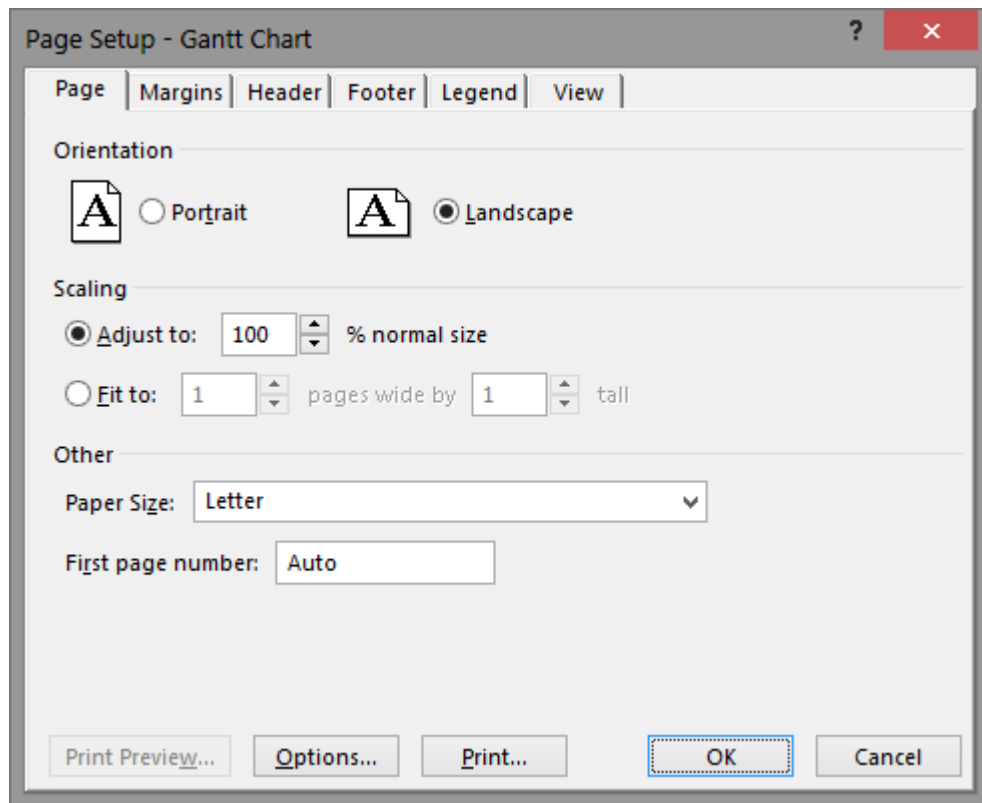 Page Setup - Gantt Chart ? ×
Page Margins Header Footer Legend View
Orientation
A Portrait A Landscape
Scaling
Adjust to: 100 % normal size
Fit to: 1 pages wide by 1 tall
Other
Paper Size: Letter
First page number: Auto
Print Preview... Options... Print... OK Cancel